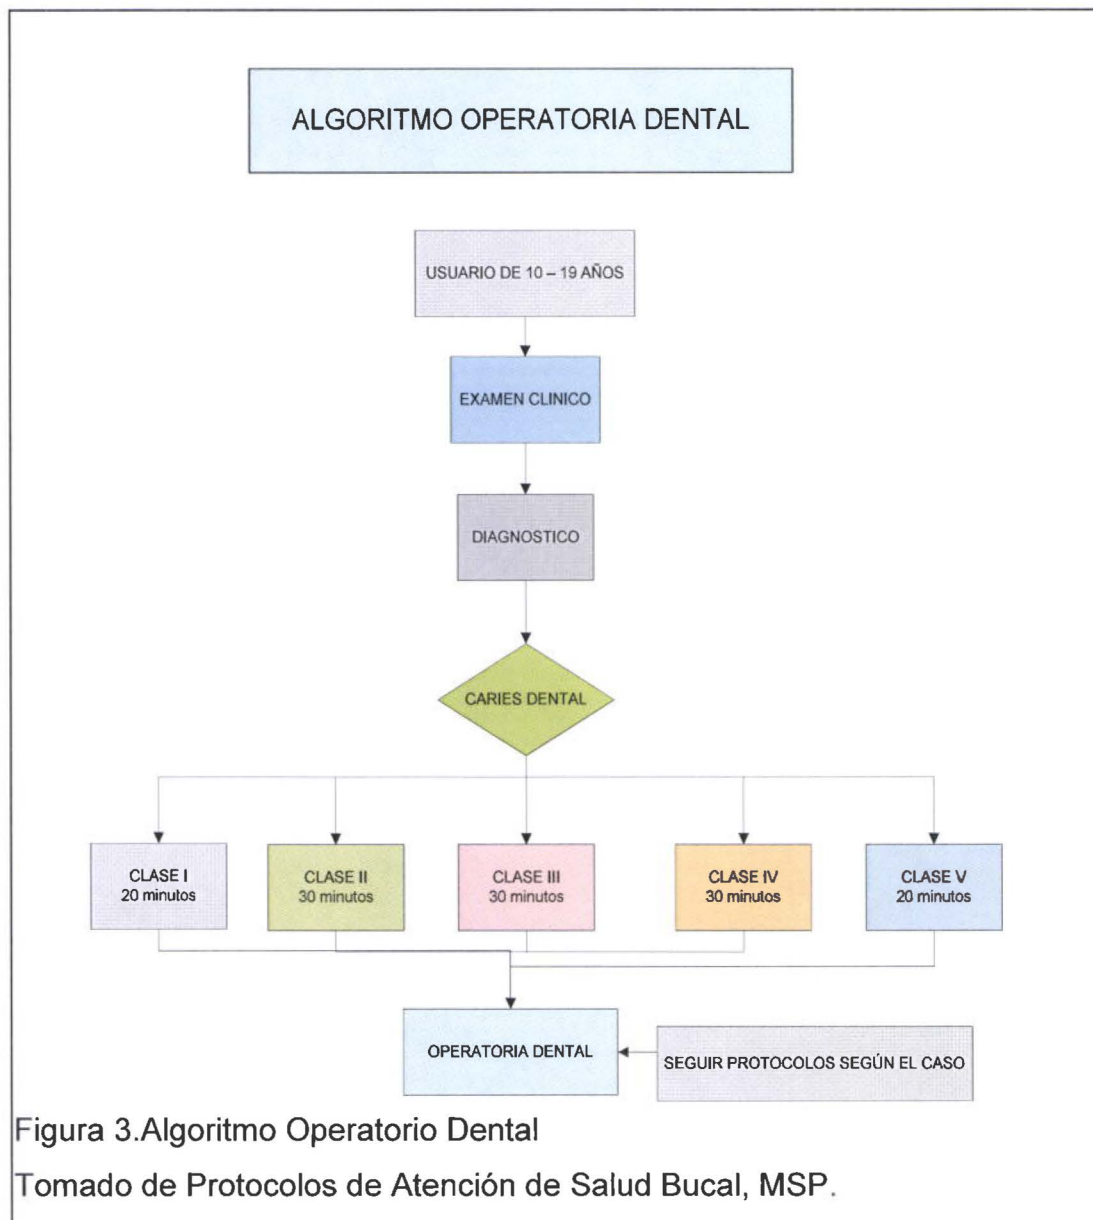 ALGORITMO OPERATORIA DENTAL
USUARIO DE 10 – 19 AÑOS
EXAMEN CLINICO
DIAGNOSTICO
CARIES DENTAL
CLASE I
20 minutos
CLASE II
30 minutos
CLASE III
30 minutos
CLASE IV
30 minutos
CLASE V
20 minutos
OPERATORIA DENTAL
SEGUIR PROTOCOLOS SEGÚN EL CASO
Figura 3.Algoritmo Operatorio Dental
Tomado de Protocolos de Atención de Salud Bucal, MSP.